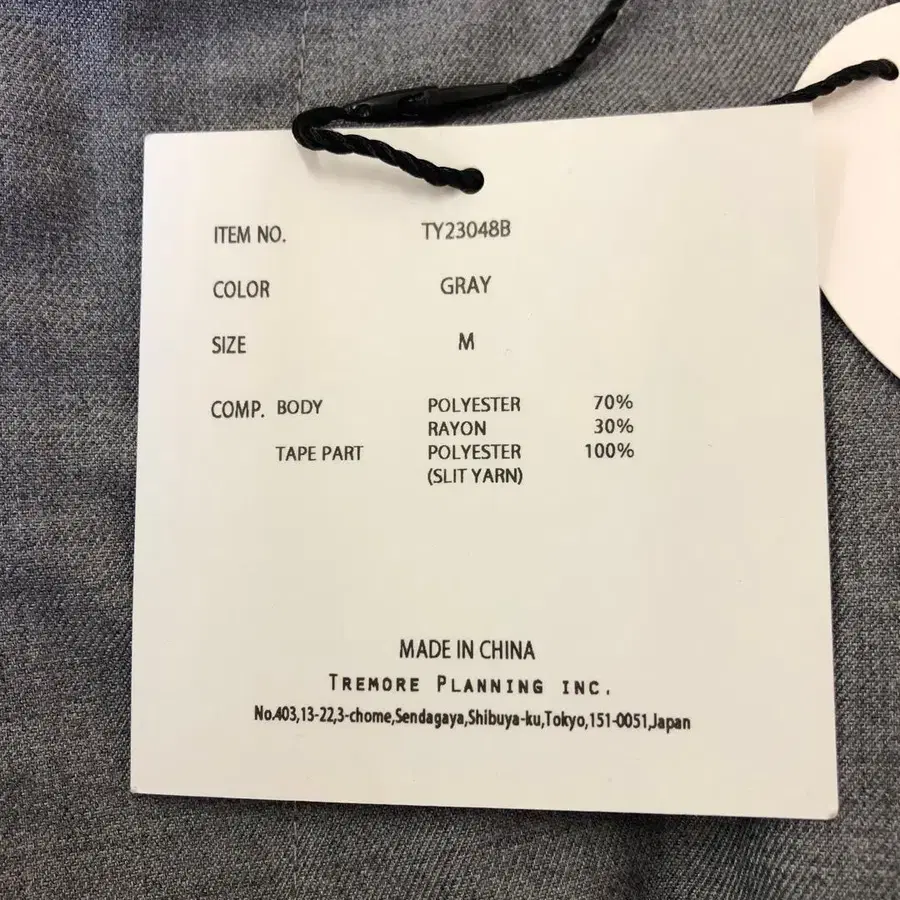 ITEM NO. TY23048B
COLOR GRAY
SIZE M
COMP. BODY POLYESTER 70%
RAYON 30%
TAPE PART POLYESTER 100%
(SLIT YARN)
MADE IN CHINA
TREMORE PLANNING INC.
No.403,13-22,3-chome,Sendagaya,Shibuya-ku,Tokyo,151-0051,Japan